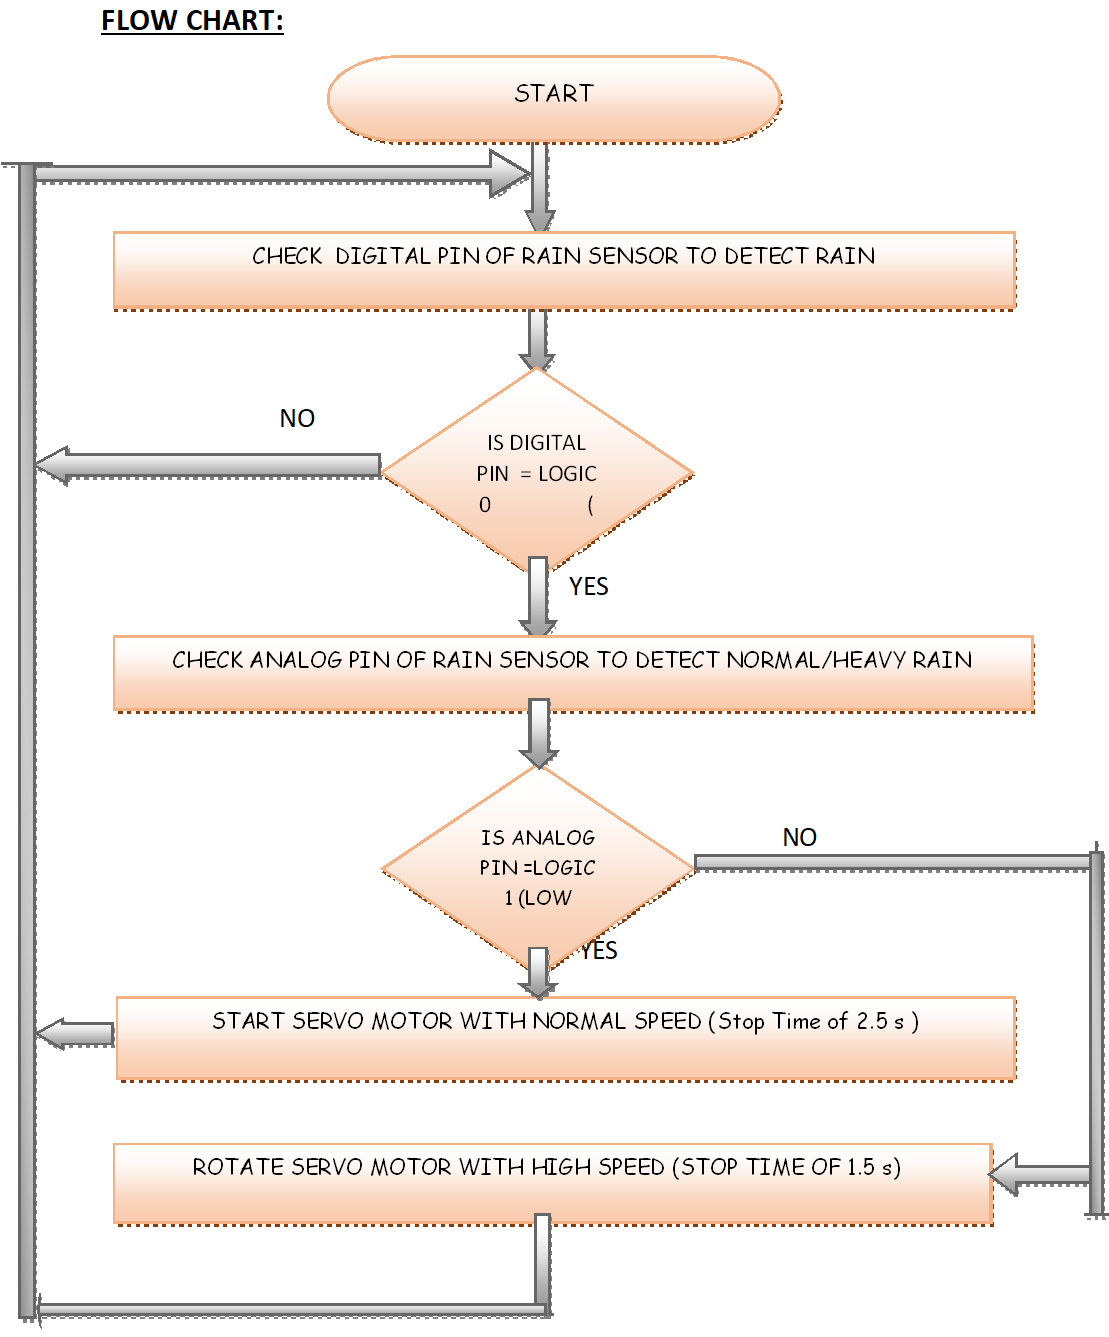 FLOW CHART:
START
CHECK DIGITAL PIN OF RAIN SENSOR TO DETECT RAIN
NO
IS DIGITAL
PIN = LOGIC
0 (
YES
CHECK ANALOG PIN OF RAIN SENSOR TO DETECT NORMAL/HEAVY RAIN
IS ANALOG
PIN =LOGIC
1 (LOW
NO
YES
START SERVO MOTOR WITH NORMAL SPEED (Stop Time of 2.5 s )
ROTATE SERVO MOTOR WITH HIGH SPEED (STOP TIME OF 1.5 s)